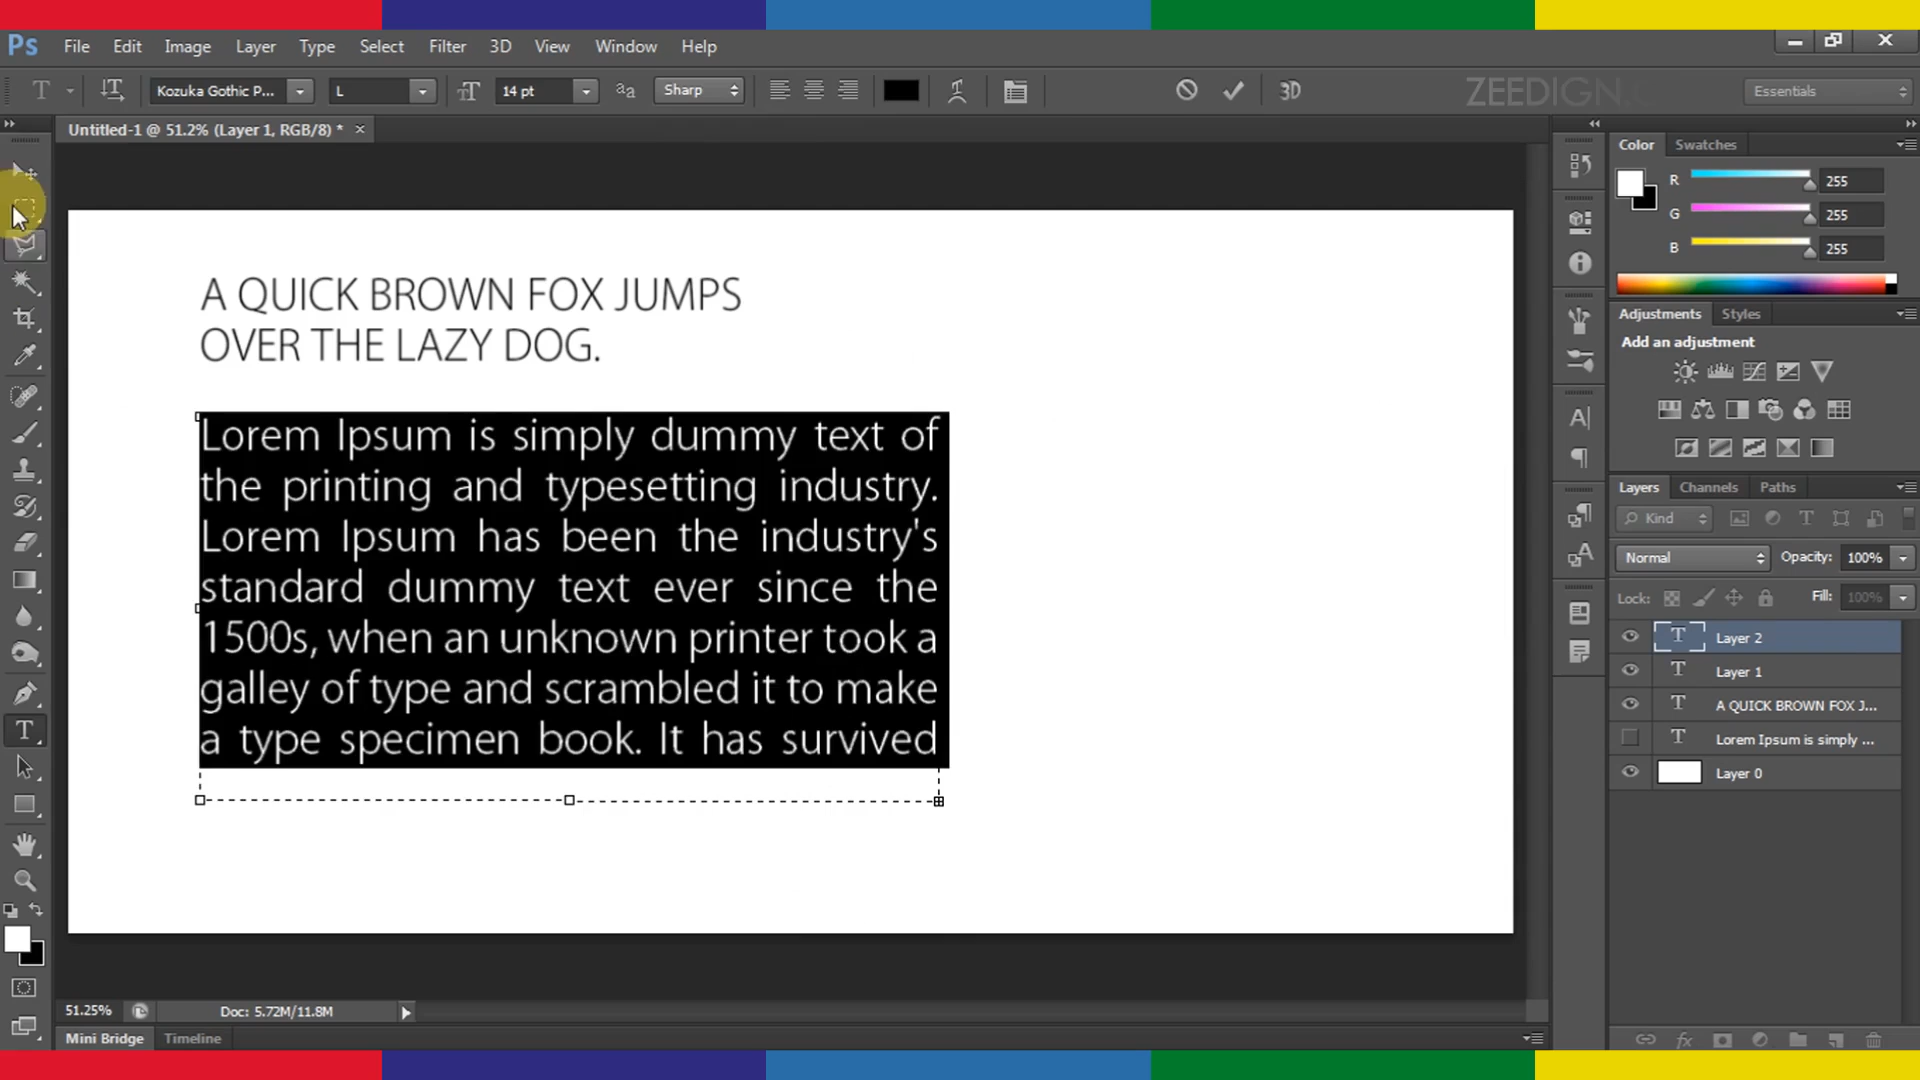 Ps File Edit Image Layer Type Select Filter 3D View Window Help
T Kozuka Gothic P... L 14 pt aa Sharp 3D ZEEDIGN. Essentials
Untitled-1 @ 51.2% (Layer 1, RGB/8) *
Color Swatches
R 255
G 255
B 255
A QUICK BROWN FOX JUMPS
OVER THE LAZY DOG.
Lorem Ipsum is simply dummy text of
the printing and typesetting industry.
Lorem Ipsum has been the industry's
standard dummy text ever since the
1500s, when an unknown printer took a
galley of type and scrambled it to make
a type specimen book. It has survived
Adjustments Styles
Add an adjustment
Layers Channels Paths
Kind
Normal Opacity: 100%
Lock: Fill: 100%
Layer 2
Layer 1
A QUICK BROWN FOX J...
Lorem Ipsum is simply ...
Layer 0
51.25% Doc: 5.72M/11.8M
Mini Bridge Timeline